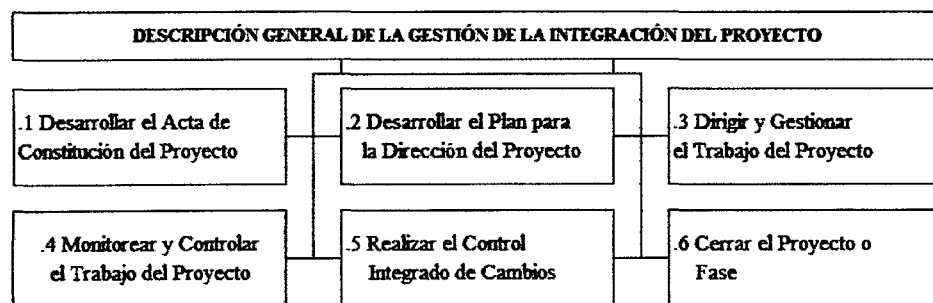 DESCRIPCIÓN GENERAL DE LA GESTIÓN DE LA INTEGRACIÓN DEL PROYECTO
.1 Desarrollar el Acta de
Constitución del Proyecto
.2 Desarrollar el Plan para
la Dirección del Proyecto
.3 Dirigir y Gestionar
el Trabajo del Proyecto
.4 Monitorear y Controlar
el Trabajo del Proyecto
.5 Realizar el Control
Integrado de Cambios
.6 Cerrar el Proyecto o
Fase